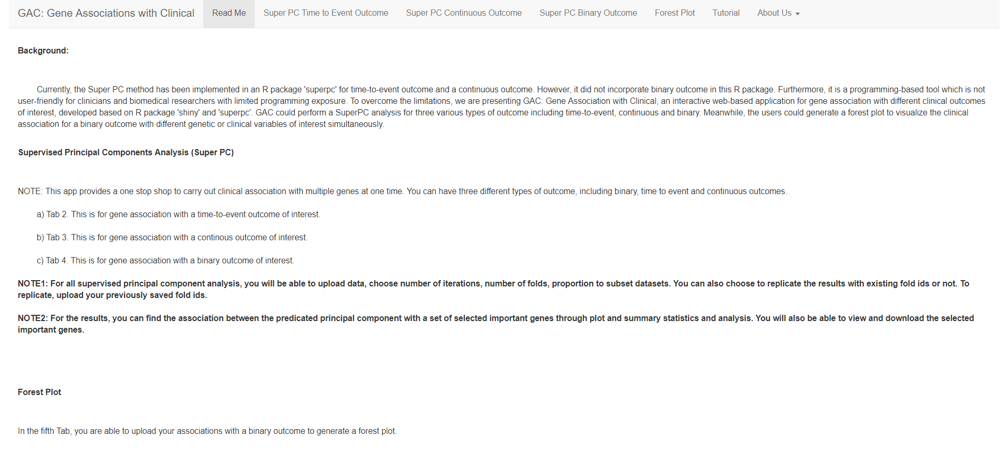 GAC: Gene Associations with Clinical Read Me Super PC Time to Event Outcome Super PC Continuous Outcome Super PC Binary Outcome Forest Plot Tutorial About Us
Background:
Currently, the Super PC method has been implemented in an R package 'superpc' for time-to-event outcome and a continuous outcome. However, it did not incorporate binary outcome in this R package. Furthermore, it is a programming-based tool which is not
user-friendly for clinicians and biomedical researchers with limited programming exposure. To overcome the limitations, we are presenting GAC: Gene Association with Clinical, an interactive web-based application for gene association with different clinical outcomes
of interest, developed based on R package 'shiny' and 'superpc'. GAC could perform a SuperPC analysis for three various types of outcome including time-to-event, continuous and binary. Meanwhile, the users could generate a forest plot to visualize the clinical
association for a binary outcome with different genetic or clinical variables of interest simultaneously.
Supervised Principal Components Analysis (Super PC)
NOTE: This app provides a one stop shop to carry out clinical association with multiple genes at one time. You can have three different types of outcome, including binary, time to event and continuous outcomes.
a) Tab 2. This is for gene association with a time-to-event outcome of interest.
b) Tab 3. This is for gene association with a continous outcome of interest.
c) Tab 4. This is for gene association with a binary outcome of interest.
NOTE1: For all supervised principal component analysis, you will be able to upload data, choose number of iterations, number of folds, proportion to subset datasets. You can also choose to replicate the results with existing fold ids or not. To
replicate, upload your previously saved fold ids.
NOTE2: For the results, you can find the association between the predicated principal component with a set of selected important genes through plot and summary statistics and analysis. You will also be able to view and download the selected
important genes.
Forest Plot
In the fifth Tab, you are able to upload your associations with a binary outcome to generate a forest plot.